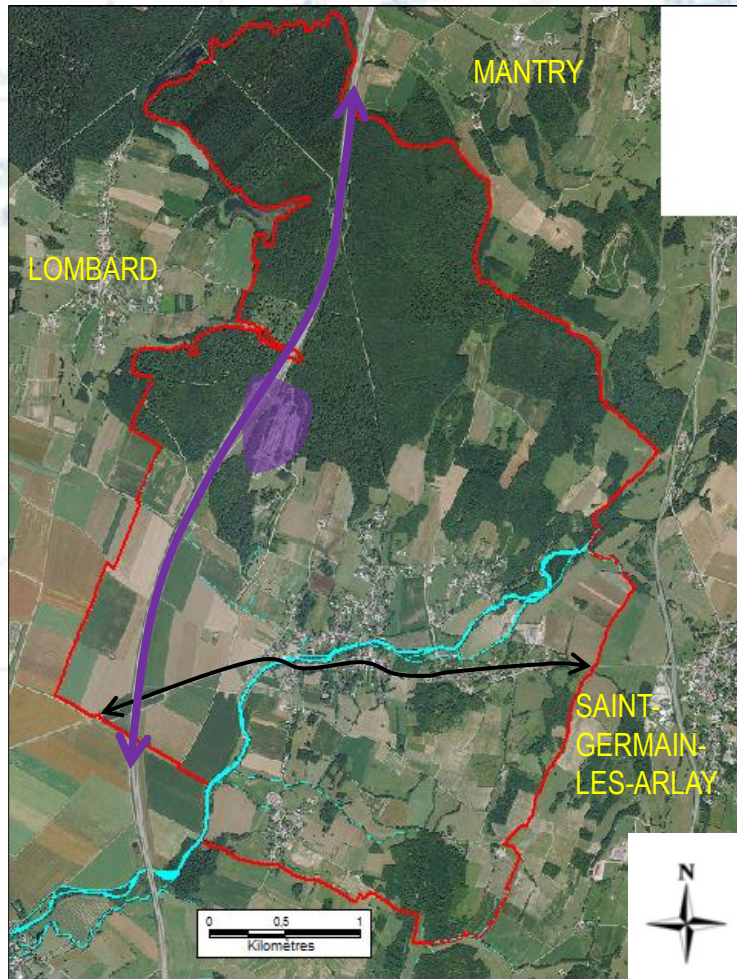 MANTRY
LOMBARD
SAINT-
GERMAIN-
LES-ARLAY
N
0 0,5 1
Kilomètres